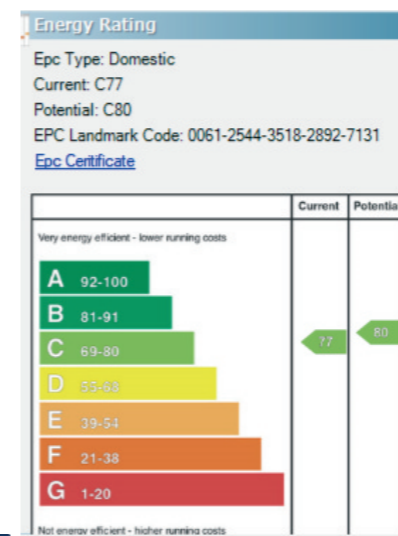 Energy Rating
Epc Type: Domestic
Current: C77
Potential: C80
EPC Landmark Code: 0061-2544-3518-2892-7131
Epc Certificate
Current Potentia
Very energy efficient - lower running costs
A 92-100
B 81-91
C 69-80
77
80
D 55-68
E 39-54
F 21-38
G 1-20
Not energy efficient - higher running costs